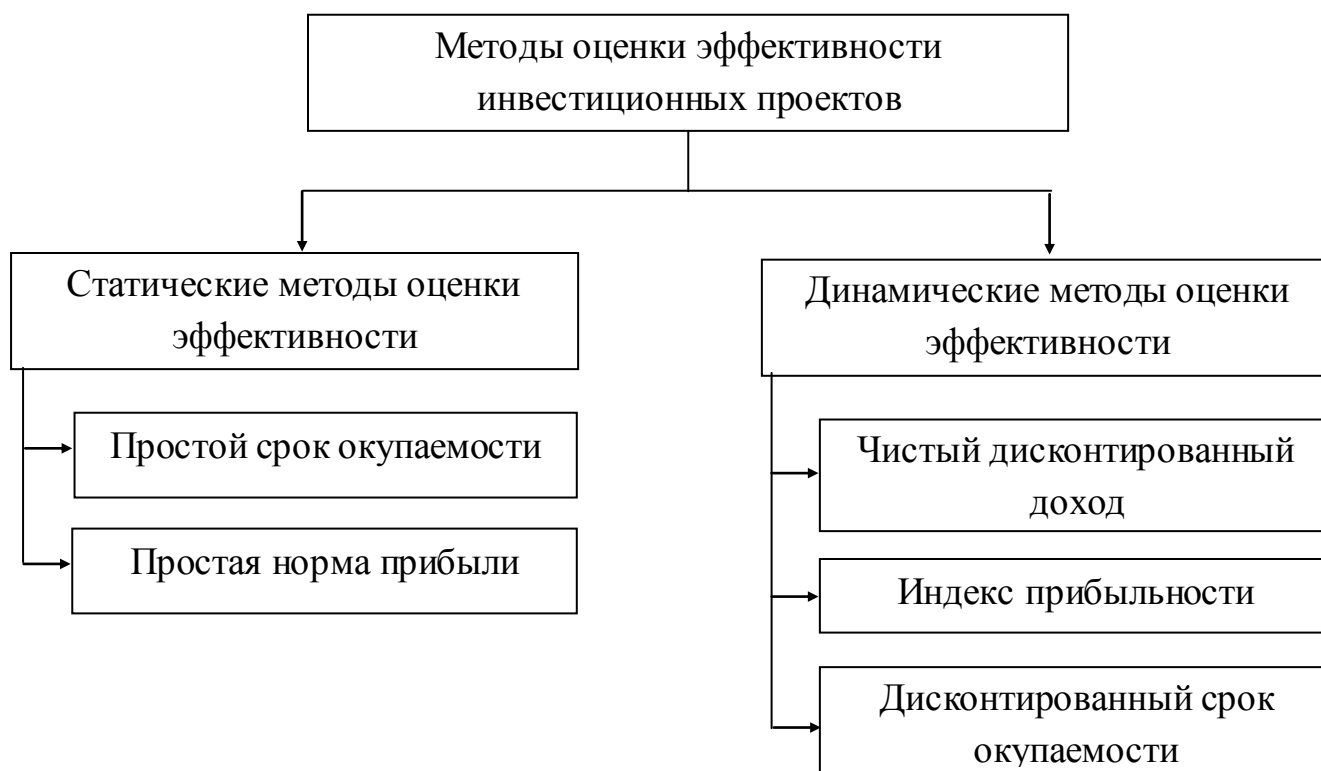 Методы оценки эффективности
инвестиционных проектов
Статические методы оценки
эффективности
Простой срок окупаемости
Простая норма прибыли
Динамические методы оценки
эффективности
Чистый дисконтированный
доход
Индекс прибыльности
Дисконтированный срок
окупаемости